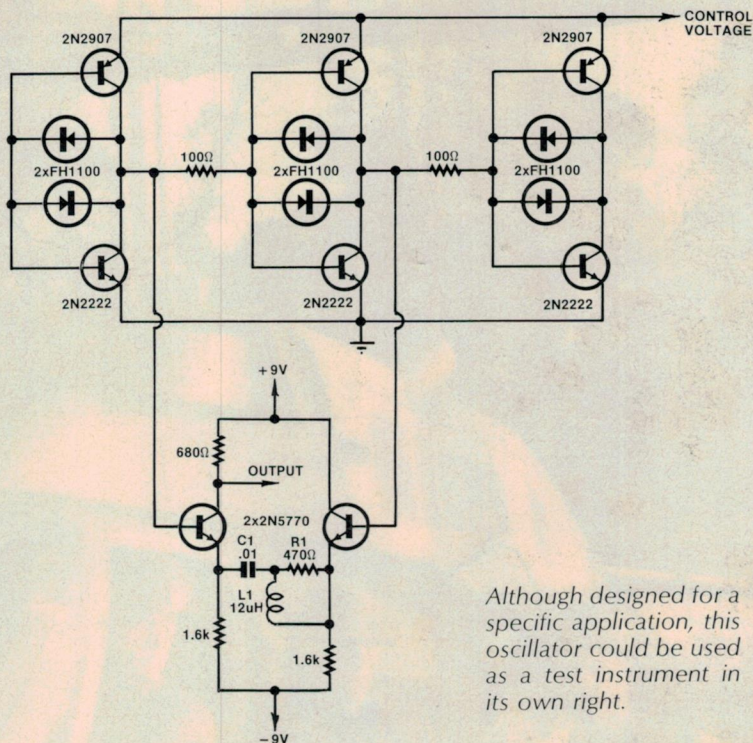 CONTROL
VOLTAGE
2N2907
2N2907
2N2907
100Ω
100Ω
2xFH1100
2xFH1100
2xFH1100
2N2222
2N2222
2N2222
+9V
680Ω
OUTPUT
2x2N5770
C1
.01
R1
470Ω
L1
12uH
1.6k
1.6k
-9V
Although designed for a
specific application, this
oscillator could be used
as a test instrument in
its own right.